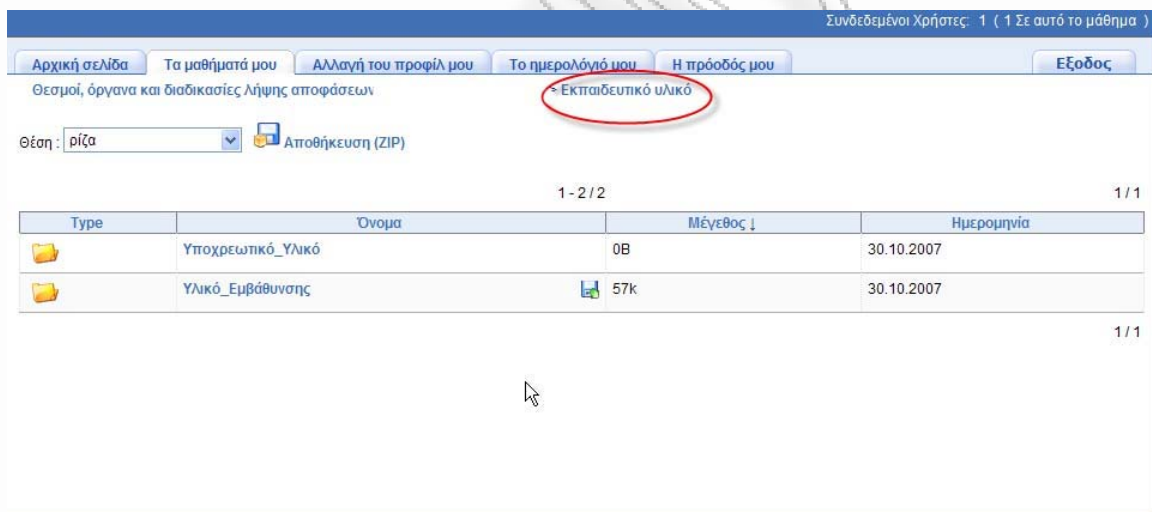 Συνδεδεμένοι Χρήστες: 1 ( 1 Σε αυτό το μάθημα )
Αρχική σελίδα Τα μαθήματά μου Αλλαγή του προφίλ μου Το ημερολόγιό μου Η πρόοδός μου Εξοδος
Θεσμοί, όργανα και διαδικασίες λήψης αποφάσεων > Εκπαιδευτικό υλικό
Θέση : ρίζα Αποθήκευση (ZIP)
1 - 2 / 2 1 / 1
Type Όνομα Μέγεθος ↓ Ημερομηνία
Υποχρεωτικό_Υλικό 0B 30.10.2007
Υλικό_Εμβάθυνσης 57k 30.10.2007
1 / 1